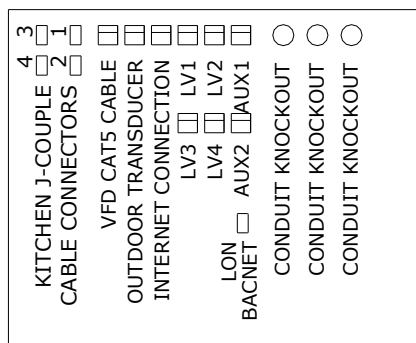 3 1
4 2
KITCHEN J-COUPLE
CABLE CONNECTORS
VFD CAT5 CABLE
OUTDOOR TRANSDUCER
INTERNET CONNECTION
LV3 LV1
LV4 LV2
AUX2 AUX1
LON
BACNET
CONDUIT KNOCKOUT
CONDUIT KNOCKOUT
CONDUIT KNOCKOUT